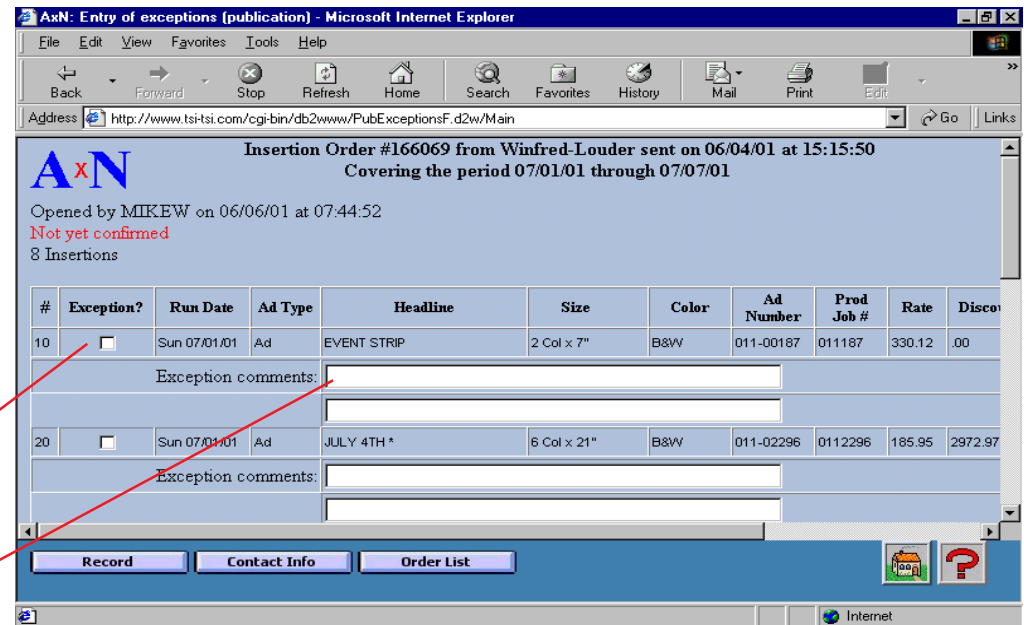 AxN: Entry of exceptions (publication) - Microsoft Internet Explorer
File Edit View Favorites Tools Help
Back Forward Stop Refresh Home Search Favorites History Mail Print Edit »
Address http://www.tsi-tsi.com/cgi-bin/db2www/PubExceptionsF.d2w/Main Go Links
AxN
Insertion Order #166069 from Winfred-Louder sent on 06/04/01 at 15:15:50
Covering the period 07/01/01 through 07/07/01
Opened by MIKEW on 06/06/01 at 07:44:52
Not yet confirmed
8 Insertions
# Exception? Run Date Ad Type Headline Size Color Ad Number Prod Job # Rate Discou
10 Sun 07/01/01 Ad EVENT STRIP 2 Col x 7" B&W 011-00187 011187 330.12 .00
Exception comments:
20 Sun 07/01/01 Ad JULY 4TH * 6 Col x 21" B&W 011-02296 0112296 185.95 2972.97
Exception comments:
Record Contact Info Order List ?
Internet